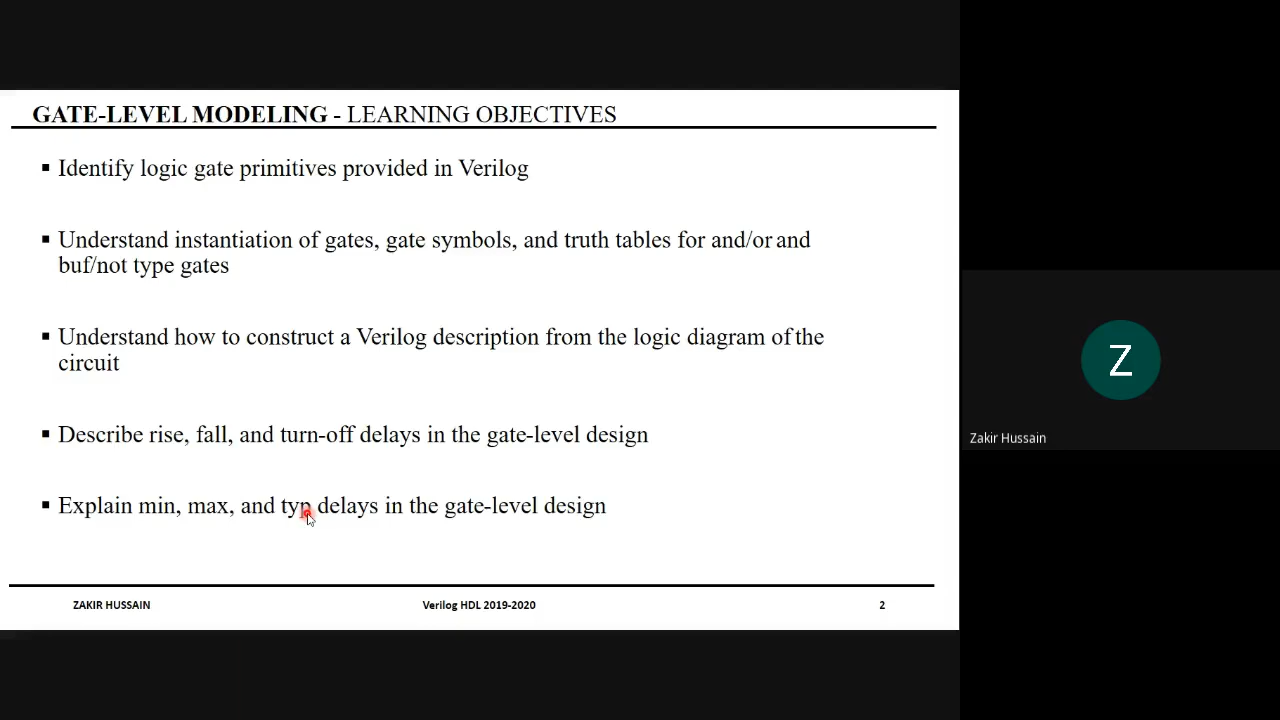 GATE-LEVEL MODELING - LEARNING OBJECTIVES
▪ Identify logic gate primitives provided in Verilog
▪ Understand instantiation of gates, gate symbols, and truth tables for and/or and
buf/not type gates
▪ Understand how to construct a Verilog description from the logic diagram of the
circuit
▪ Describe rise, fall, and turn-off delays in the gate-level design
▪ Explain min, max, and typ delays in the gate-level design
ZAKIR HUSSAIN
Verilog HDL 2019-2020
2
Z
Zakir Hussain